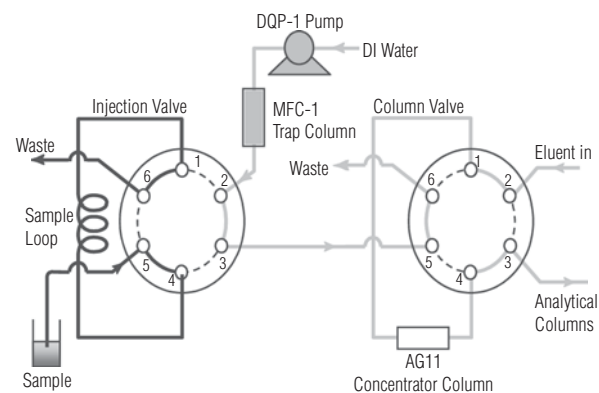 DQP-1 Pump
DI Water
Injection Valve
MFC-1
Trap Column
Column Valve
Waste
Waste
Eluent in
Sample
Loop
1
2
3
4
5
6
1
2
3
4
5
6
Analytical
Columns
Sample
AG11
Concentrator Column